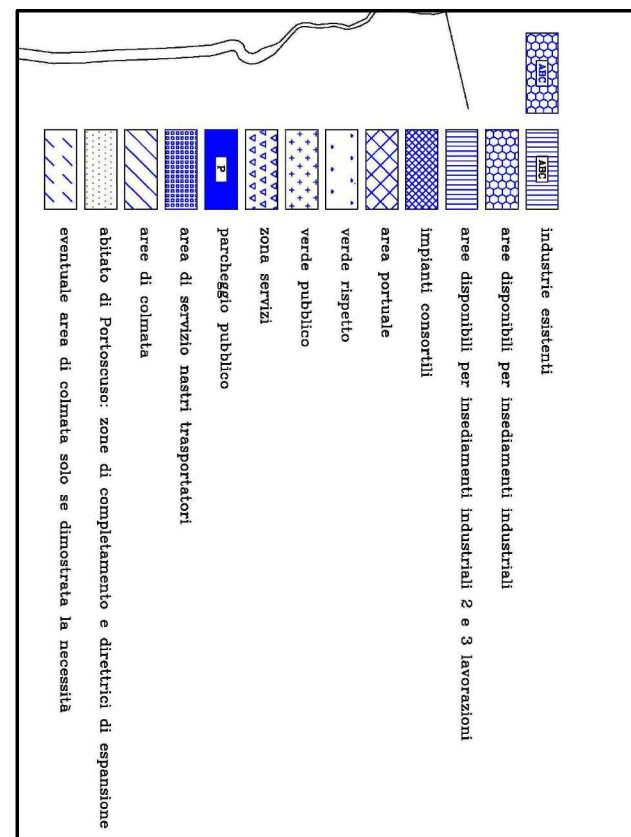 ABC
ABC industrie esistenti
aree disponibili per insediamenti industriali
aree disponibili per insediamenti industriali 2 e 3 lavorazioni
impianti consortili
area portuale
verde rispetto
verde pubblico
zona servizi
P parcheggio pubblico
area di servizio nastri trasportatori
aree di colmata
abitato di Portoscuso: zone di completamento e direttrici di espansione
eventuale area di colmata solo se dimostrata la necessità